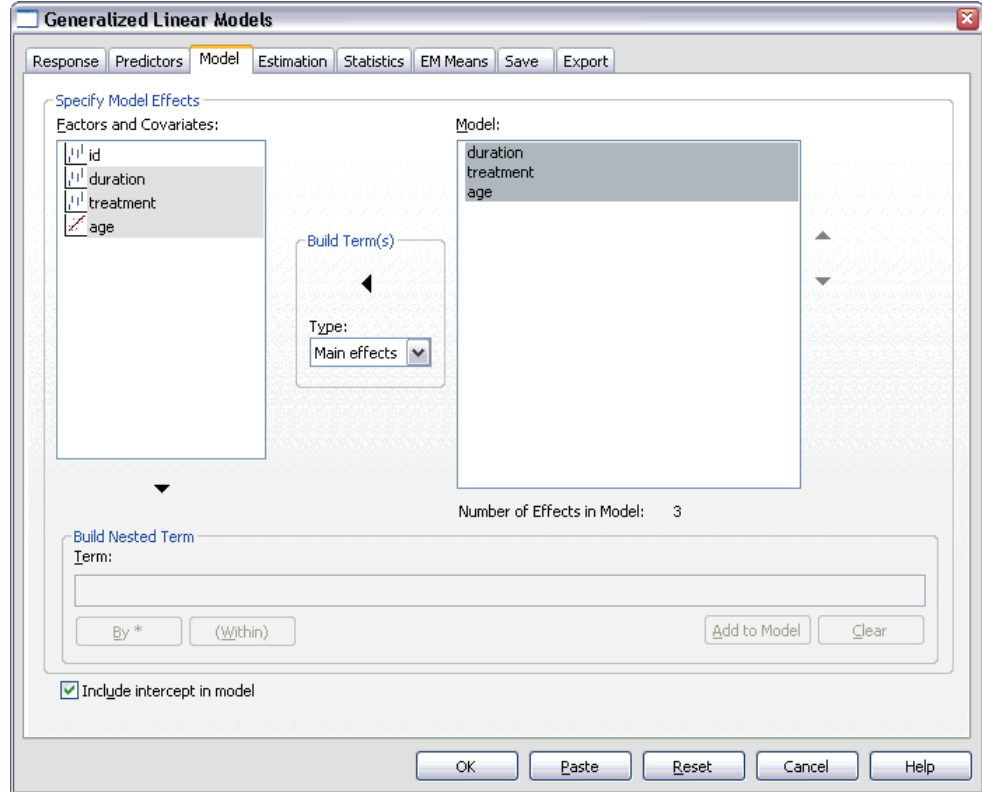 Generalized Linear Models
Response Predictors Model Estimation Statistics EM Means Save Export
Specify Model Effects
Factors and Covariates:
id
duration
treatment
age
Build Term(s)
Type:
Main effects
Model:
duration
treatment
age
Number of Effects in Model: 3
Build Nested Term
Term:
By * (Within) Add to Model Clear
Include intercept in model
OK Paste Reset Cancel Help